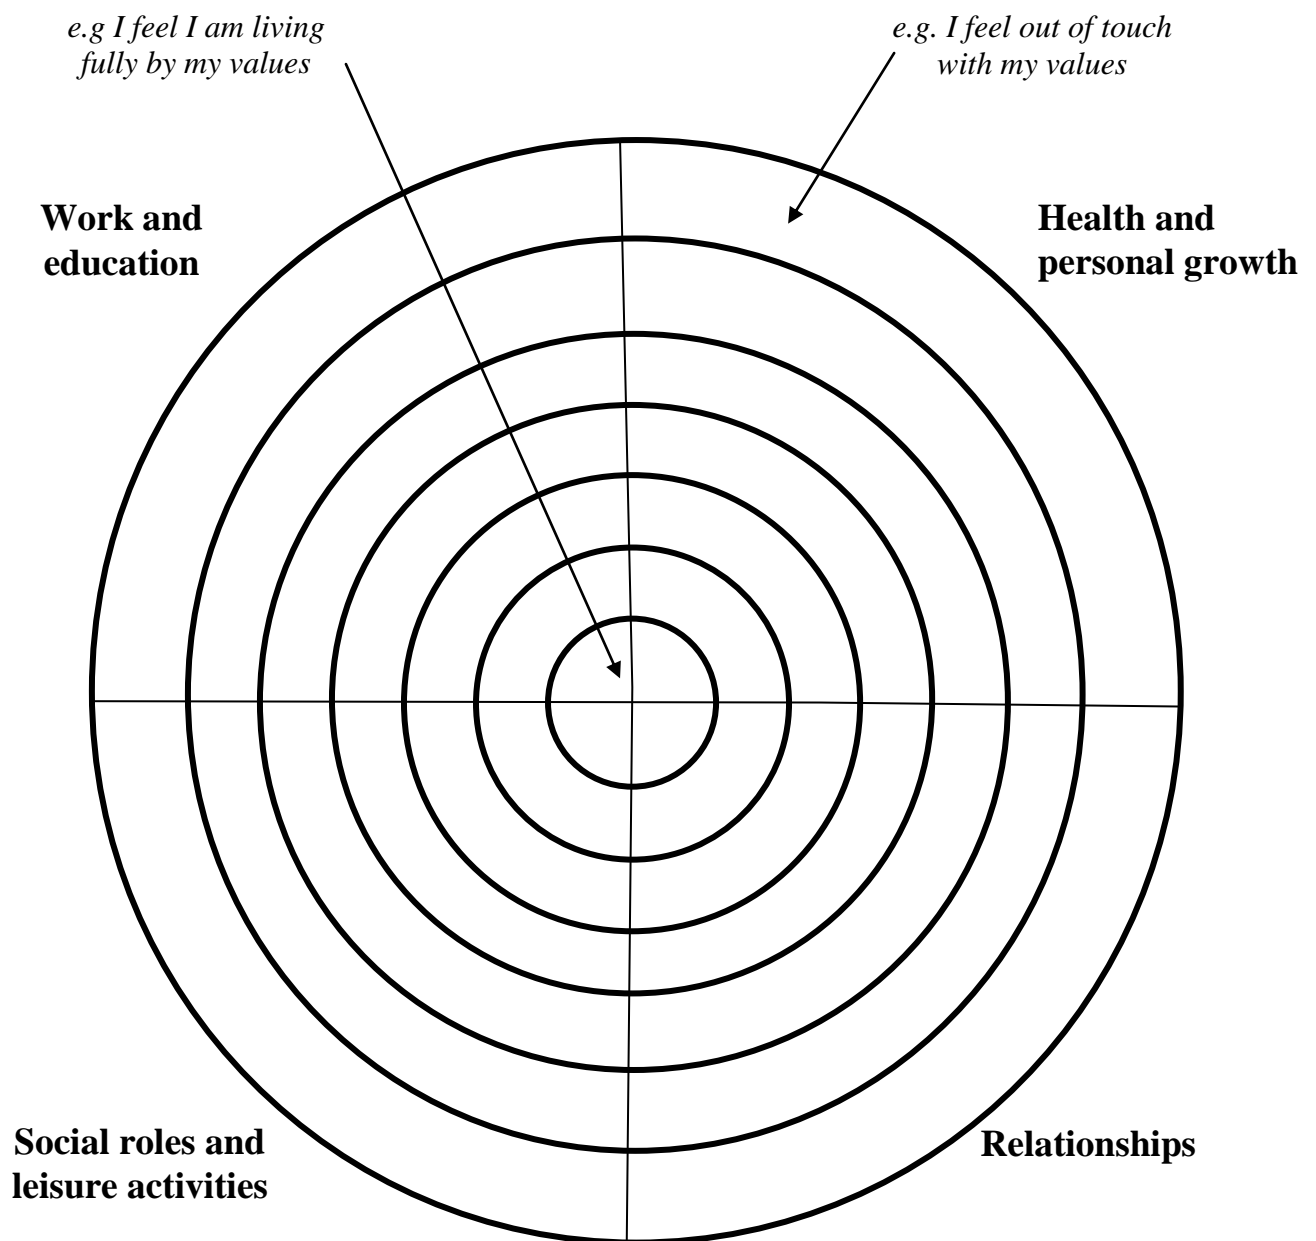 e.g I feel I am living
fully by my values
e.g. I feel out of touch
with my values
Work and
education
Health and
personal growth
Social roles and
leisure activities
Relationships